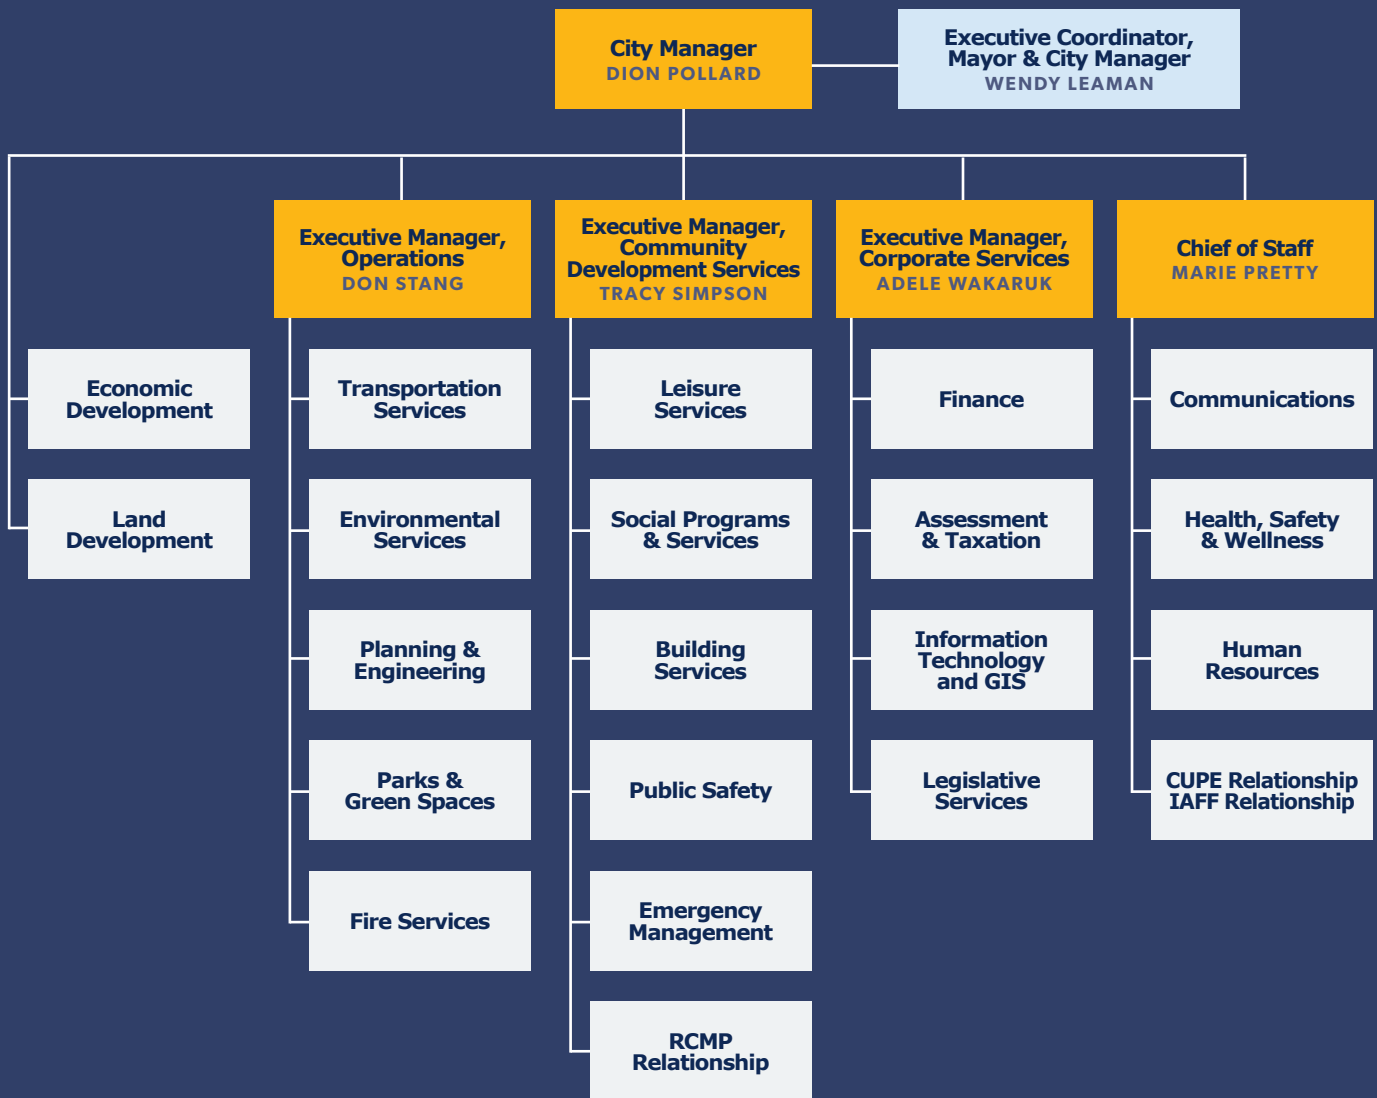 City Manager
DION POLLARD
Executive Coordinator,
Mayor & City Manager
WENDY LEAMAN
Executive Manager,
Operations
DON STANG
Executive Manager,
Community
Development Services
TRACY SIMPSON
Executive Manager,
Corporate Services
ADELE WAKARUK
Chief of Staff
MARIE PRETTY
Economic
Development
Land
Development
Transportation
Services
Environmental
Services
Planning &
Engineering
Parks &
Green Spaces
Fire Services
Leisure
Services
Social Programs
& Services
Building
Services
Public Safety
Emergency
Management
RCMP
Relationship
Finance
Assessment
& Taxation
Information
Technology
and GIS
Legislative
Services
Communications
Health, Safety
& Wellness
Human
Resources
CUPE Relationship
IAFF Relationship